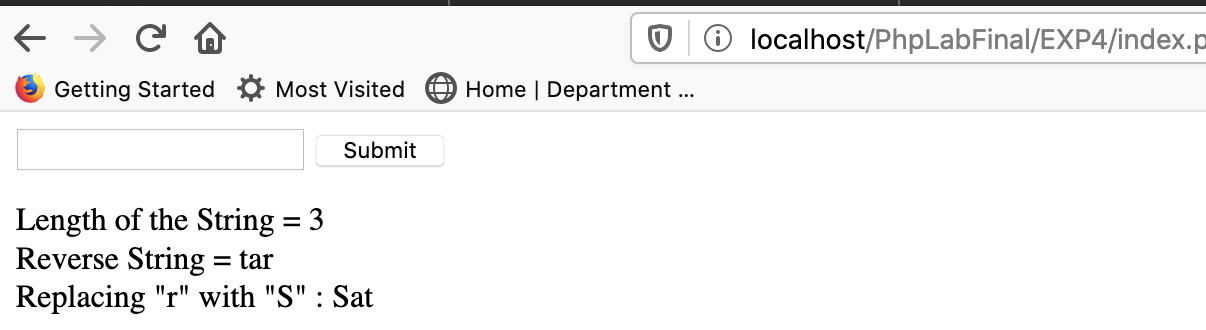 localhost/PhpLabFinal/EXP4/index.p
Getting Started Most Visited Home | Department ...
Submit
Length of the String = 3
Reverse String = tar
Replacing "r" with "S" : Sat